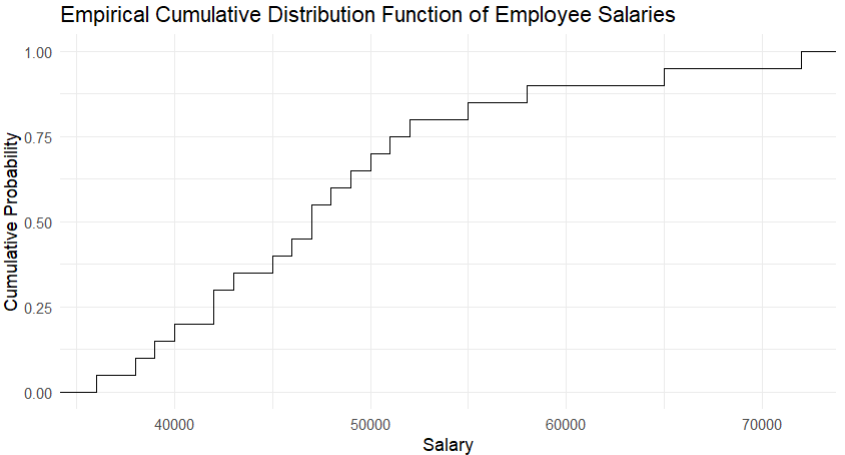 Empirical Cumulative Distribution Function of Employee Salaries
1.00
0.75
0.50
0.25
0.00
Cumulative Probability
40000 50000 60000 70000
Salary